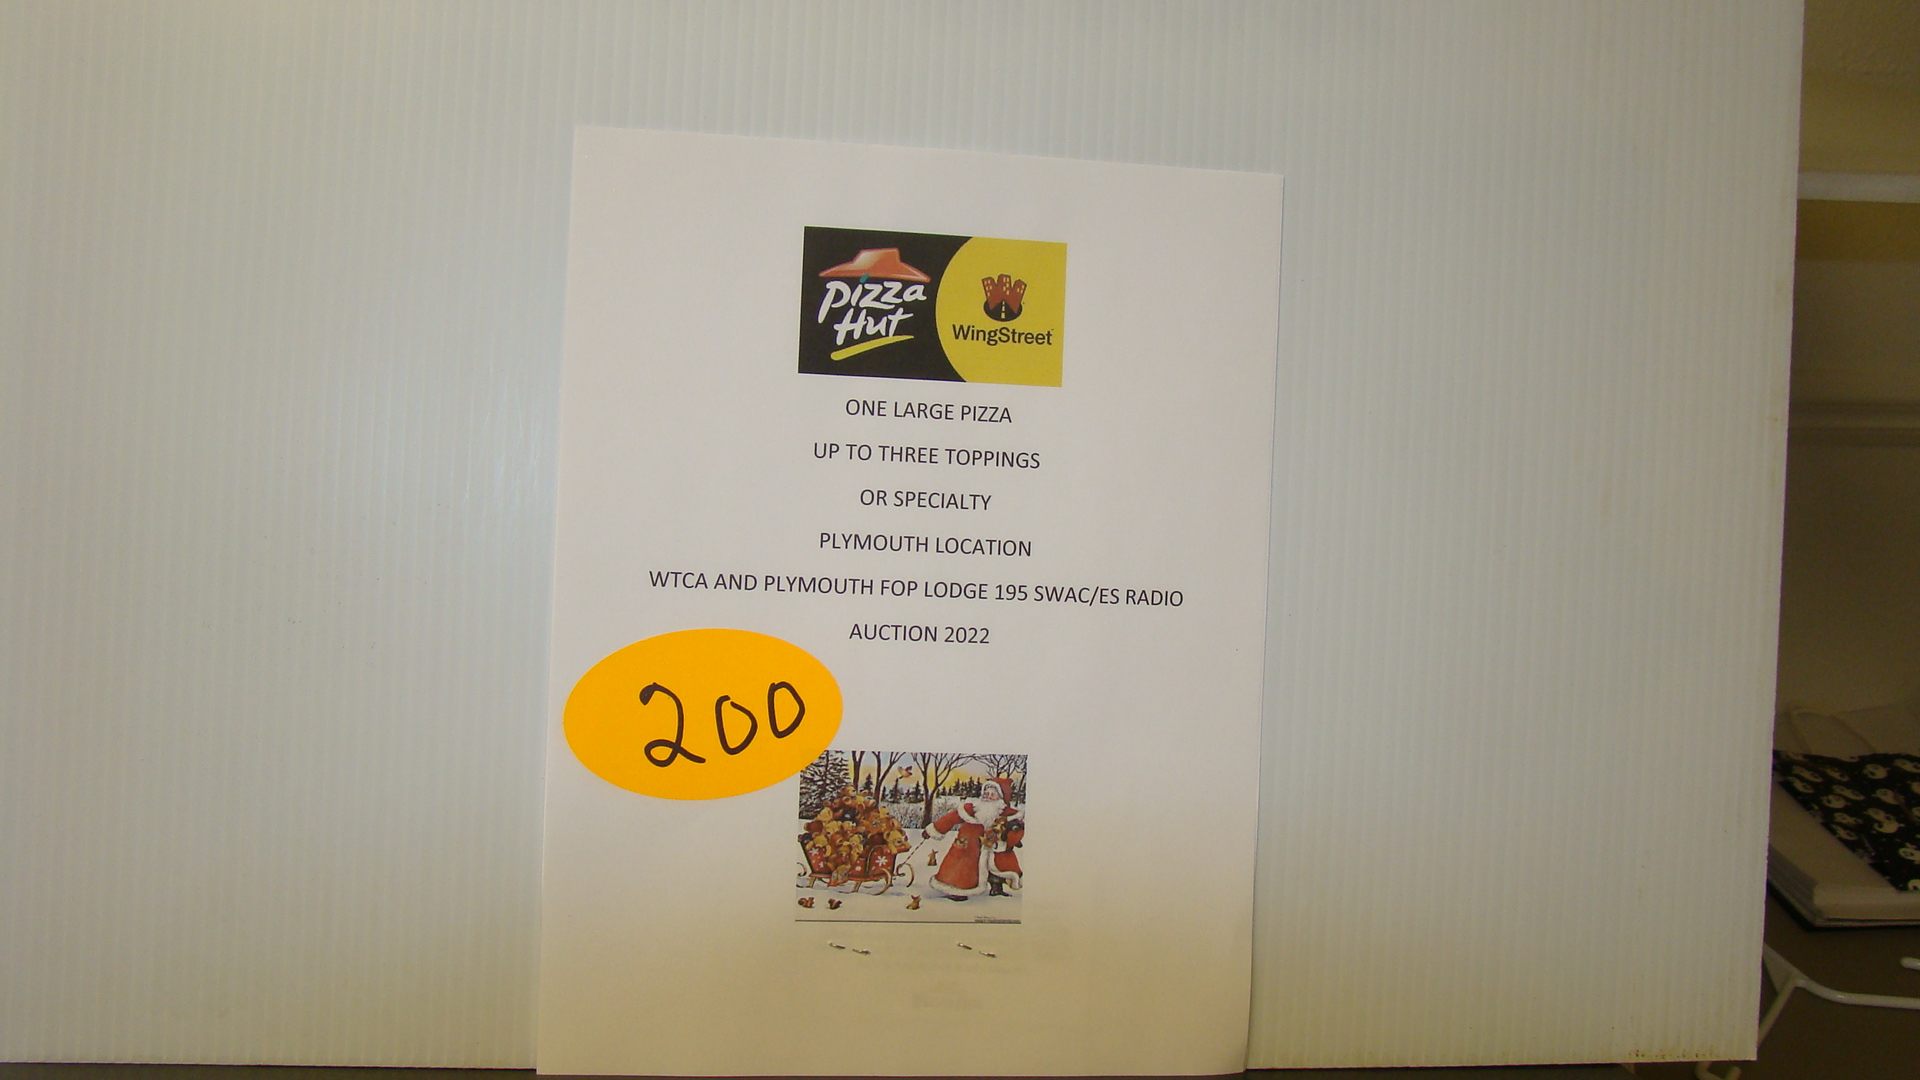 Pizza
Hut
WingStreet
ONE LARGE PIZZA
UP TO THREE TOPPINGS
OR SPECIALTY
PLYMOUTH LOCATION
WTCA AND PLYMOUTH FOP LODGE 195 SWAC/ES RADIO
AUCTION 2022
200